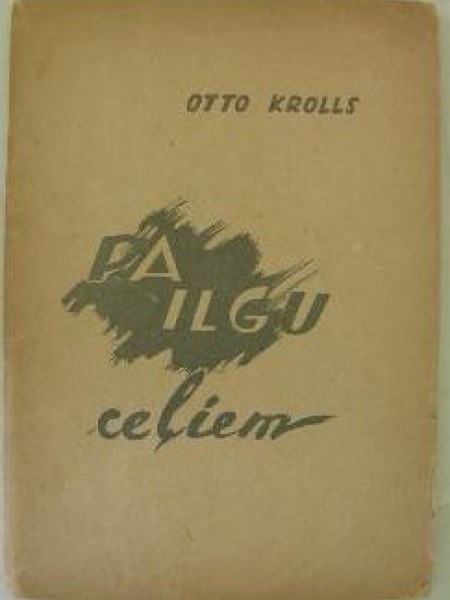 OTTO KROLLS
PA
ILGU
ceļiem